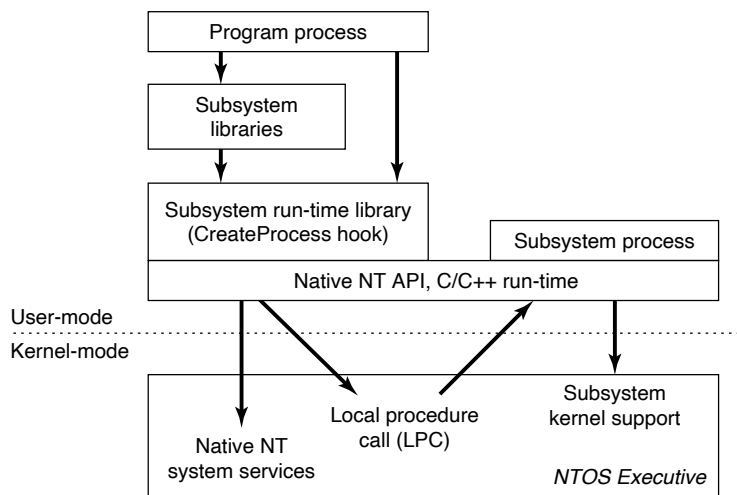 Program process
Subsystem
libraries
Subsystem run-time library
(CreateProcess hook)
Subsystem process
Native NT API, C/C++ run-time
User-mode
Kernel-mode
Subsystem
kernel support
Local procedure
call (LPC)
Native NT
system services
NTOS Executive